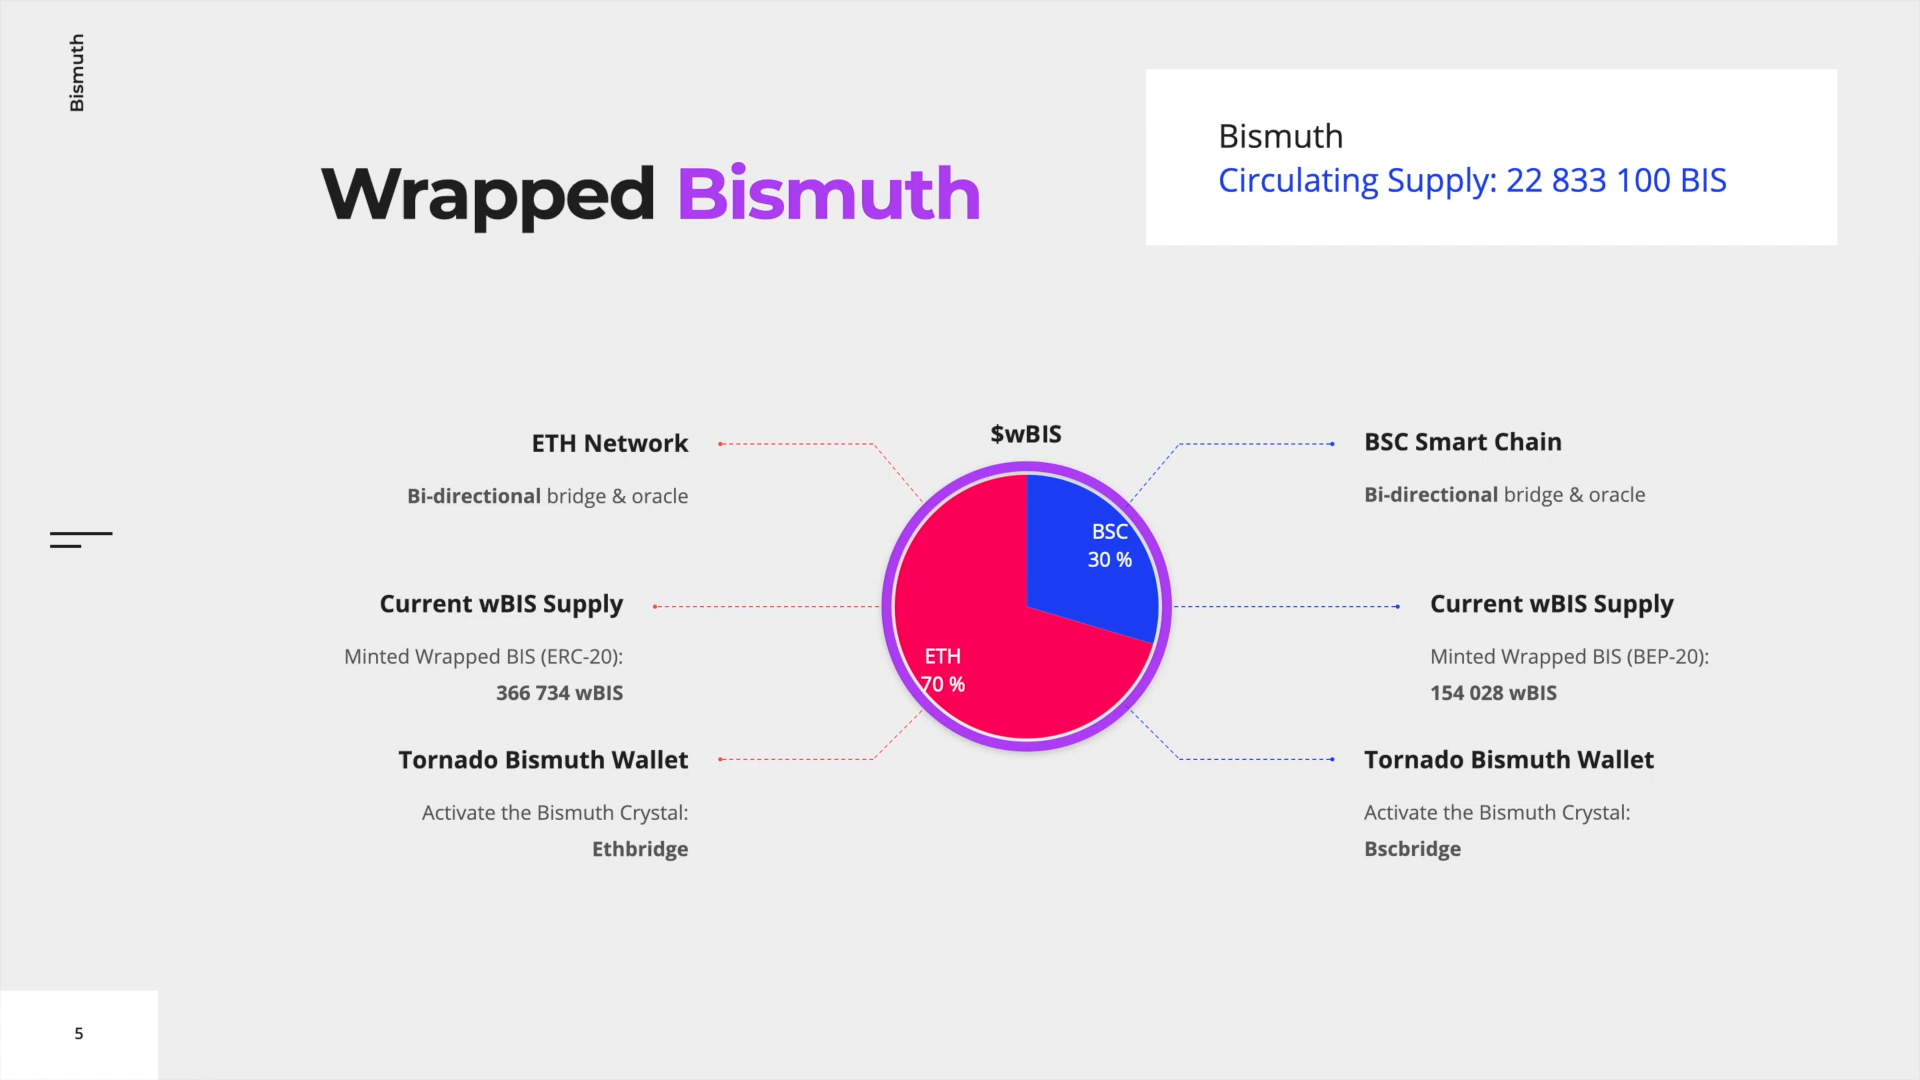 Bismuth
Wrapped Bismuth
Bismuth
Circulating Supply: 22 833 100 BIS
ETH Network
Bi-directional bridge & oracle
Current wBIS Supply
Minted Wrapped BIS (ERC-20):
366 734 wBIS
Tornado Bismuth Wallet
Activate the Bismuth Crystal:
Ethbridge
$wBIS
BSC
30 %
ETH
70 %
BSC Smart Chain
Bi-directional bridge & oracle
Current wBIS Supply
Minted Wrapped BIS (BEP-20):
154 028 wBIS
Tornado Bismuth Wallet
Activate the Bismuth Crystal:
Bscbridge
5